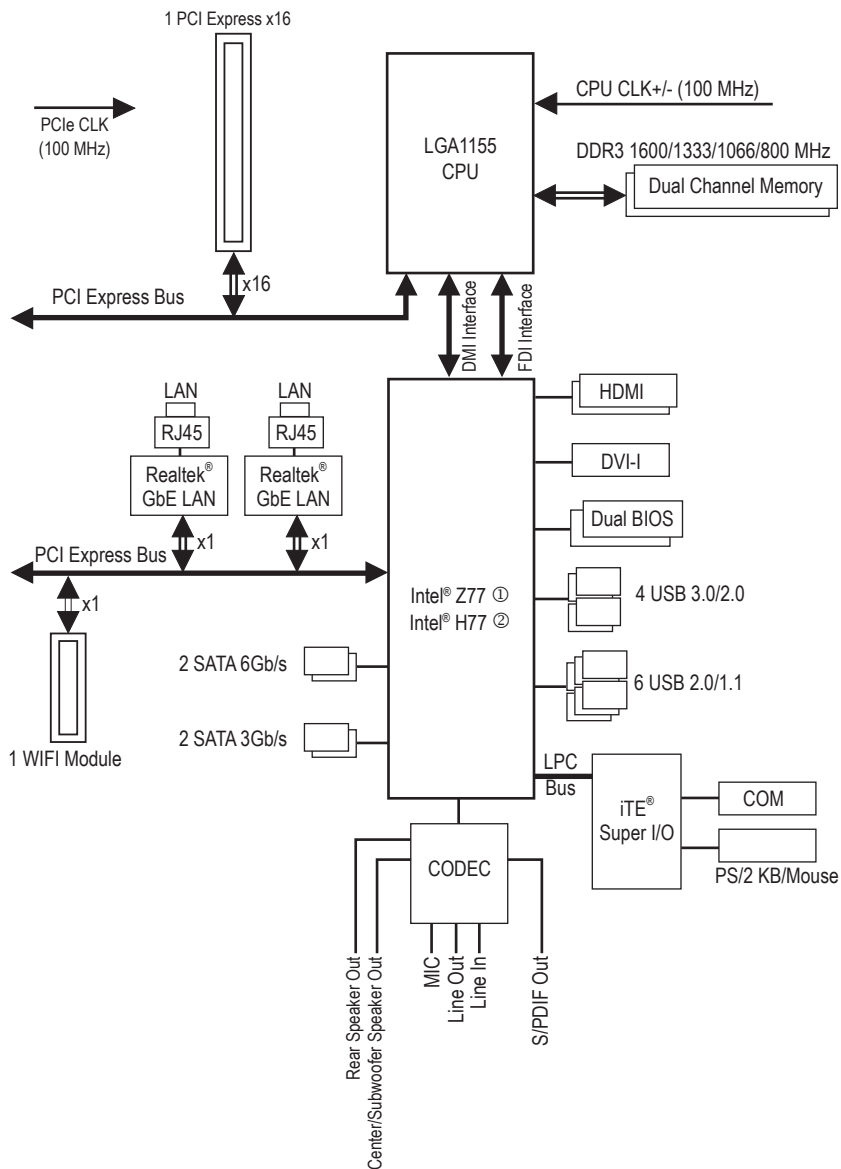 1 PCI Express x16
PCIe CLK
(100 MHz)
LGA1155
CPU
CPU CLK+/- (100 MHz)
DDR3 1600/1333/1066/800 MHz
Dual Channel Memory
x16
PCI Express Bus
DMI Interface
FDI Interface
LAN
LAN
RJ45
RJ45
Realtek®
GbE LAN
Realtek®
GbE LAN
x1
x1
PCI Express Bus
x1
1 WIFI Module
2 SATA 6Gb/s
2 SATA 3Gb/s
Intel® Z77 ①
Intel® H77 ②
HDMI
DVI-I
Dual BIOS
4 USB 3.0/2.0
6 USB 2.0/1.1
LPC
Bus
iTE®
Super I/O
COM
PS/2 KB/Mouse
CODEC
Rear Speaker Out
Center/Subwoofer Speaker Out
MIC
Line Out
Line In
S/PDIF Out